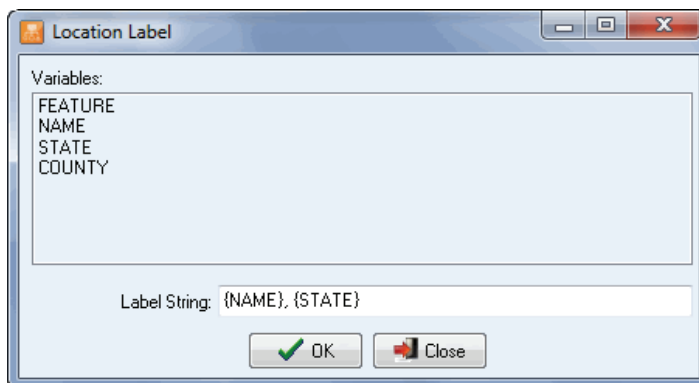 Location Label
Variables:
FEATURE
NAME
STATE
COUNTY
Label String: {NAME}, {STATE}
OK Close